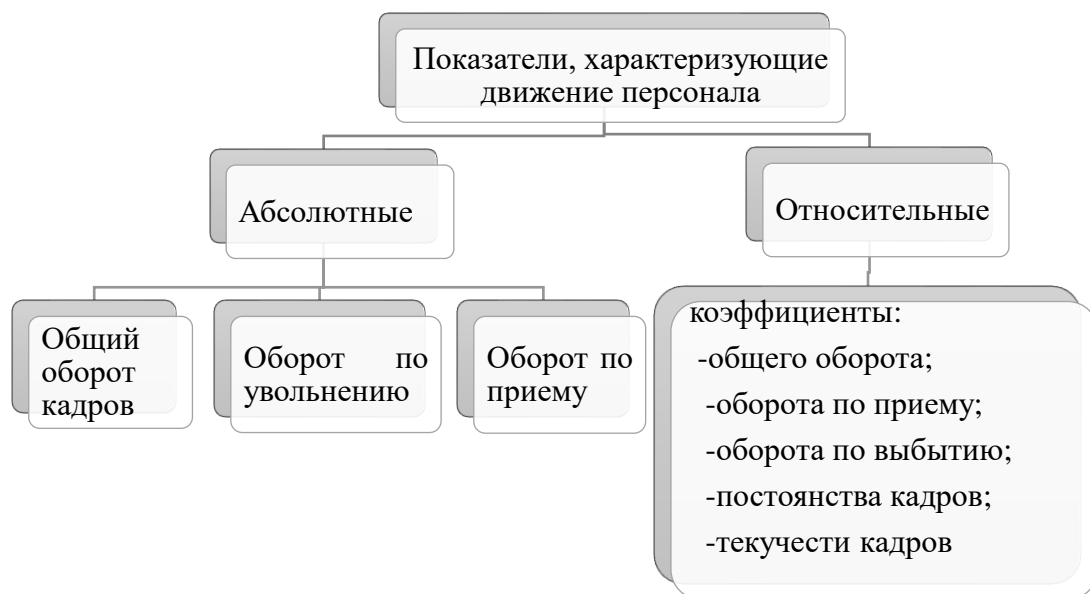 Показатели, характеризующие
движение персонала
Абсолютные
Относительные
Общий
оборот
кадров
Оборот по
увольнению
Оборот по
приему
коэффициенты:
-общего оборота;
-оборота по приему;
-оборота по выбытию;
-постоянства кадров;
-текучести кадров